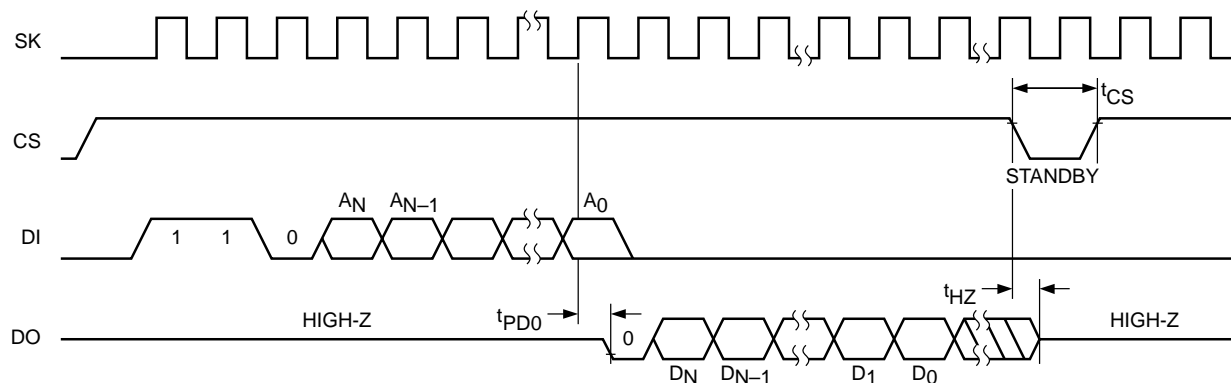 SK
CS
tCS
STANDBY
DI
1 1 0 AN AN–1 A0
DO
HIGH-Z
tPD0
0
DN DN–1 D1 D0
tHZ
HIGH-Z